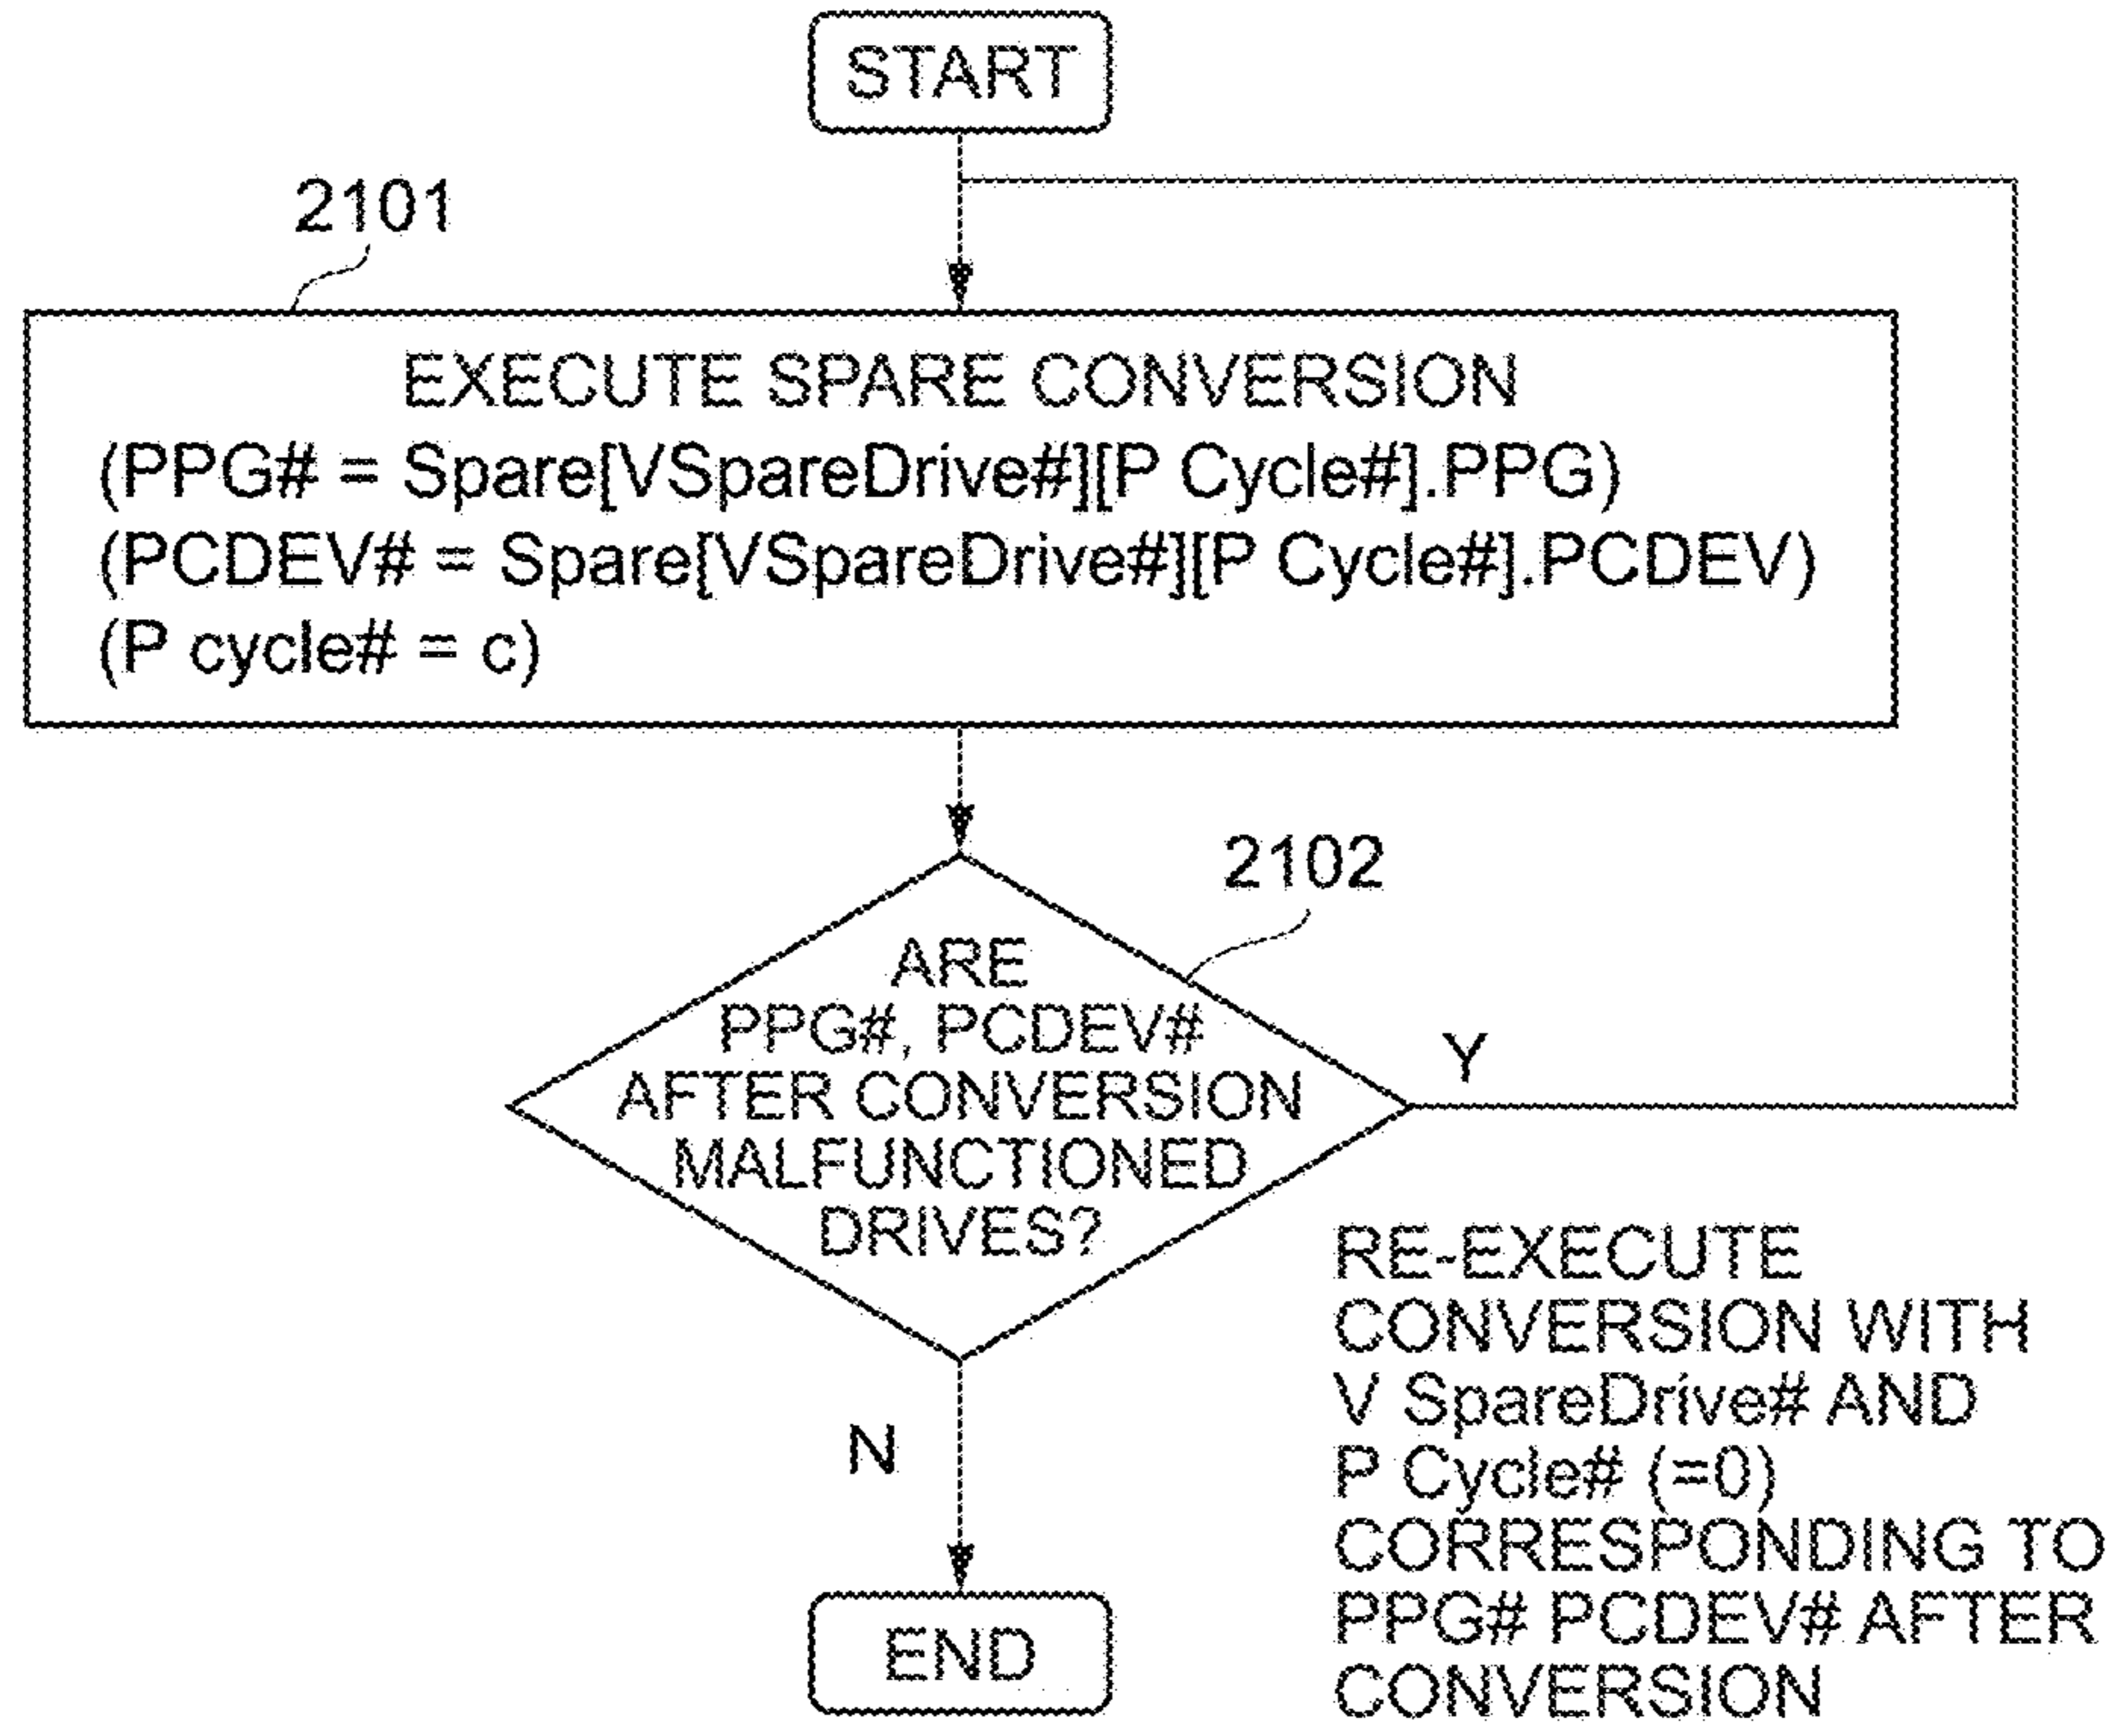 START
2101
EXECUTE SPARE CONVERSION
(PPG# = Spare[VSpareDrive#][P Cycle#].PPG)
(PCDEV# = Spare[VSpareDrive#][P Cycle#].PCDEV)
(P cycle# = c)
2102
ARE
PPG#, PCDEV#
AFTER CONVERSION
MALFUNCTIONED
DRIVES?
Y
N
RE-EXECUTE
CONVERSION WITH
V SpareDrive# AND
P Cycle# (=0)
CORRESPONDING TO
PPG# PCDEV# AFTER
CONVERSION
END